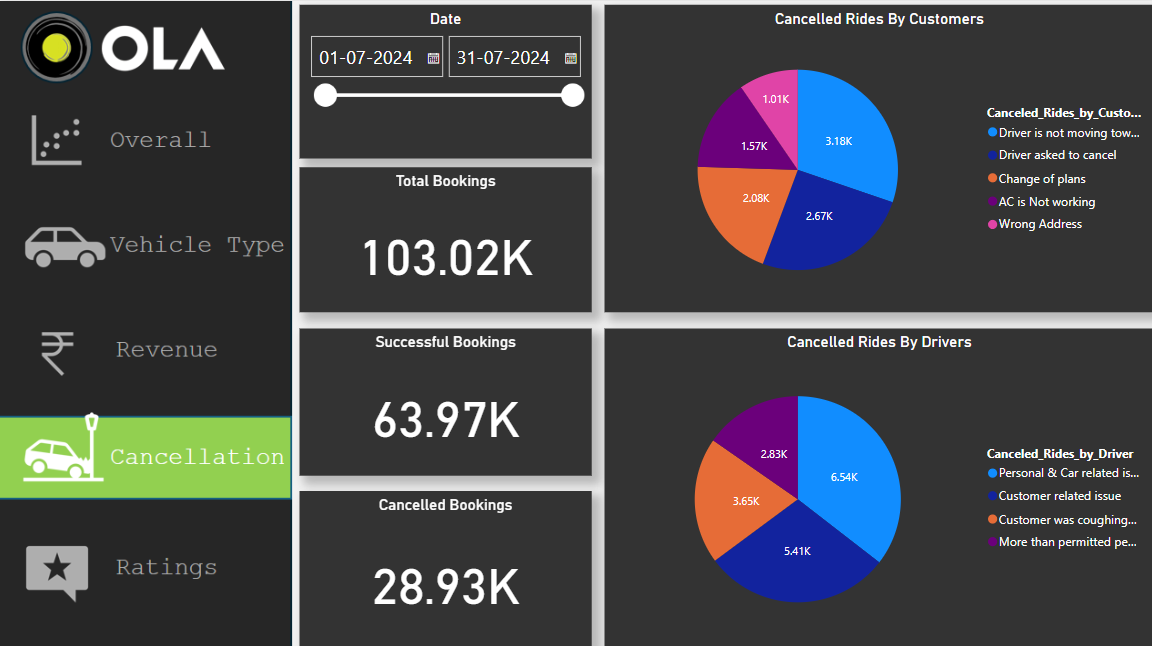 OLA
Overall
Vehicle Type
Revenue
Cancellation
Ratings
Date
01-07-2024 31-07-2024
Total Bookings
103.02K
Successful Bookings
63.97K
Cancelled Bookings
28.93K
Cancelled Rides By Customers
3.18K
2.67K
2.08K
1.57K
1.01K
Canceled_Rides_by_Custo...
Driver is not moving tow...
Driver asked to cancel
Change of plans
AC is Not working
Wrong Address
Cancelled Rides By Drivers
6.54K
5.41K
3.65K
2.83K
Canceled_Rides_by_Driver
Personal & Car related is...
Customer related issue
Customer was coughing...
More than permitted pe...